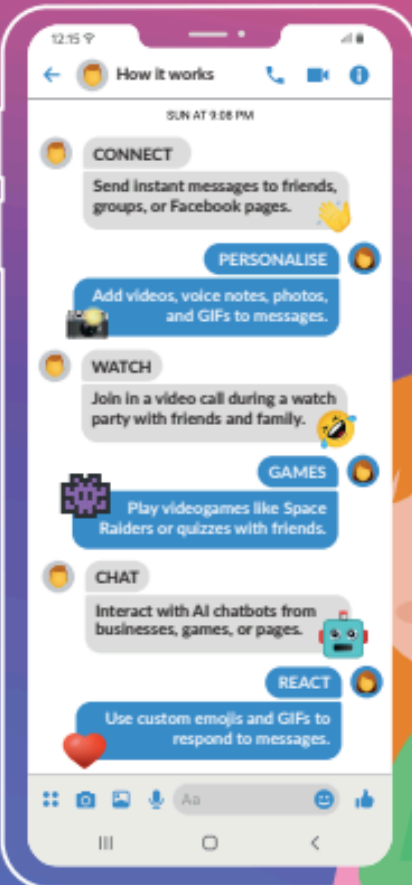 12:15
How it works
SUN AT 9:08 PM
CONNECT
Send instant messages to friends,
groups, or Facebook pages.
PERSONALISE
Add videos, voice notes, photos,
and GIFs to messages.
WATCH
Join in a video call during a watch
party with friends and family.
GAMES
Play videogames like Space
Raiders or quizzes with friends.
CHAT
Interact with AI chatbots from
businesses, games, or pages.
REACT
Use custom emojis and GIFs to
respond to messages.
Aa